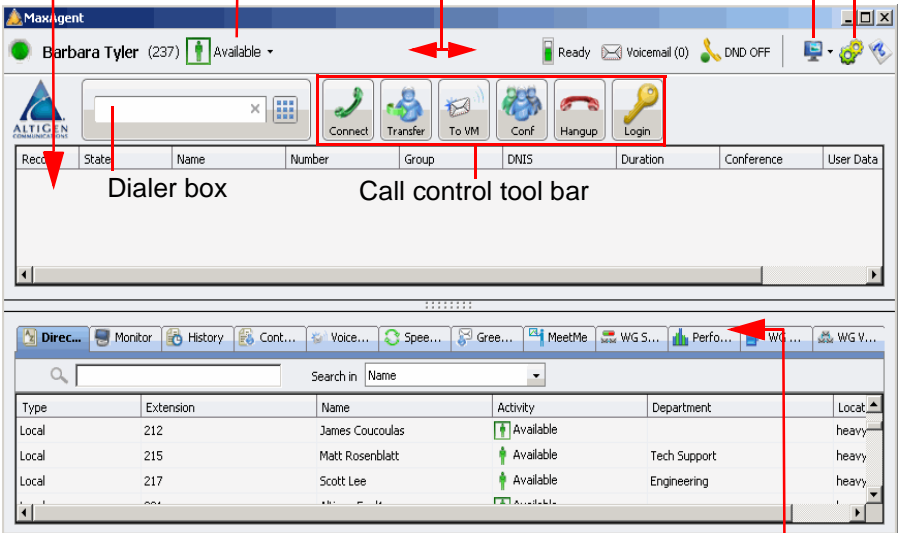 MaxAgent
Barbara Tyler (237) Available Ready Voicemail (0) DND OFF
ALTIGEN
COMMUNICATIONS
Connect Transfer To VM Conf Hangup Login
State Name Number Group DNIS Duration Conference User Data
Dialer box Call control tool bar
Direc... Monitor History Cont... Voice... Spee... Gree... MeetMe WG S... Perfo... WG ... WG V...
Search in Name
Type Extension Name Activity Department Locat
Local 212 James Coucoulas Available heavy
Local 215 Matt Rosenblatt Available Tech Support heavy
Local 217 Scott Lee Available Engineering heavy